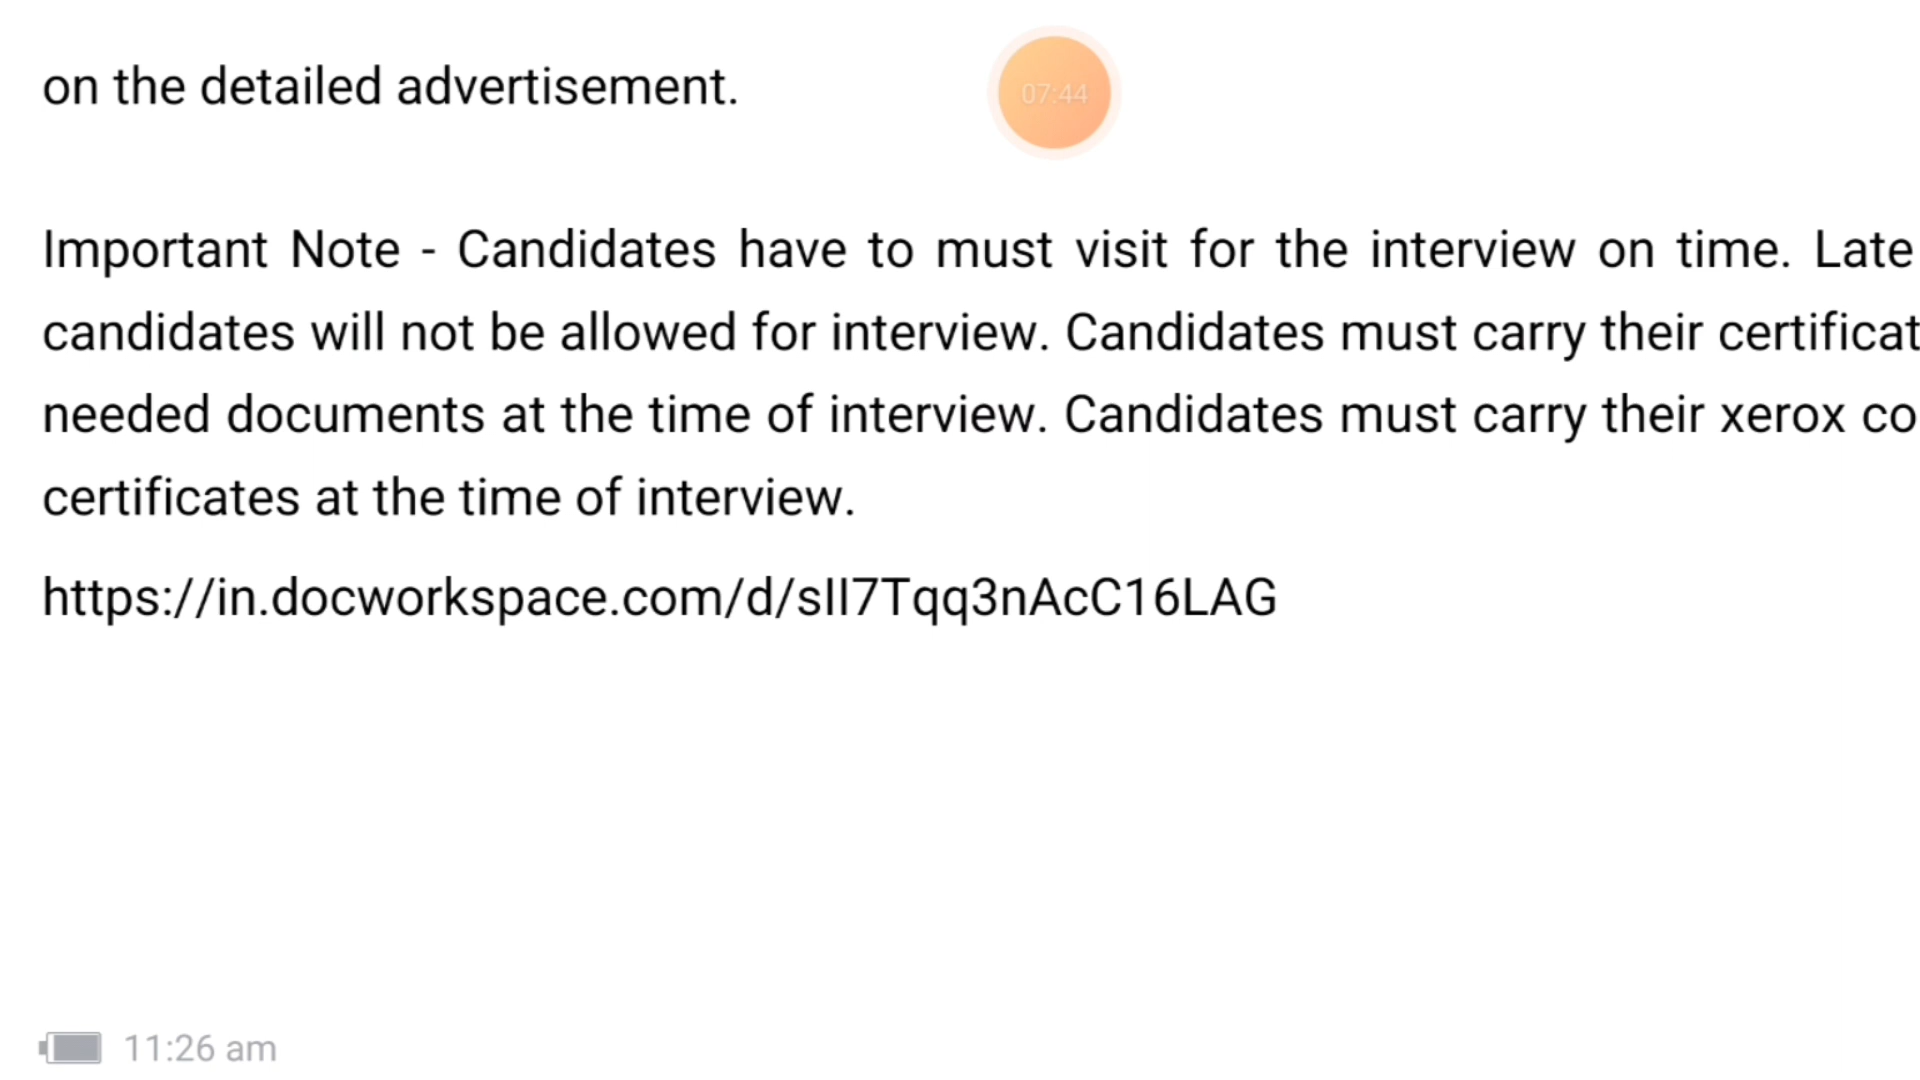 on the detailed advertisement.
07:44
Important Note - Candidates have to must visit for the interview on time. Late
candidates will not be allowed for interview. Candidates must carry their certificat
needed documents at the time of interview. Candidates must carry their xerox co
certificates at the time of interview.
https://in.docworkspace.com/d/sII7Tqq3nAcC16LAG
11:26 am